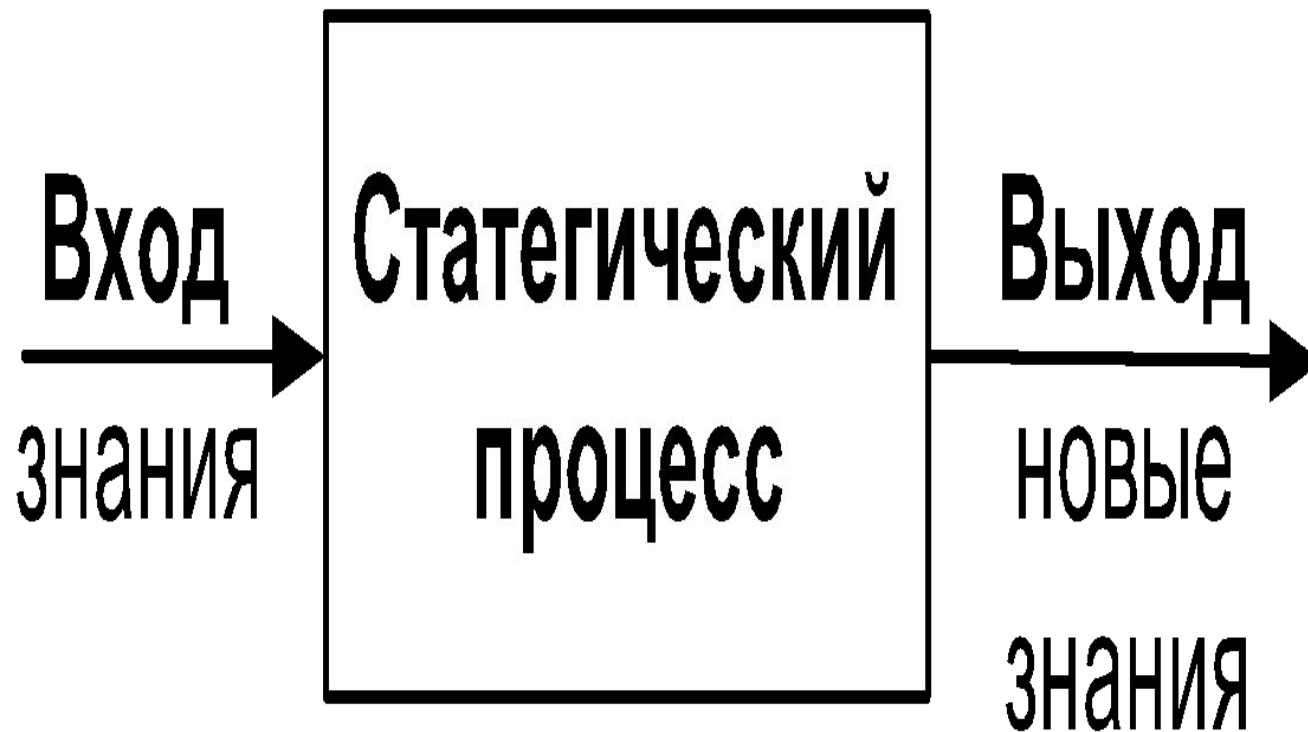 Вход
знания
Статегический
процесс
Выход
новые
знания